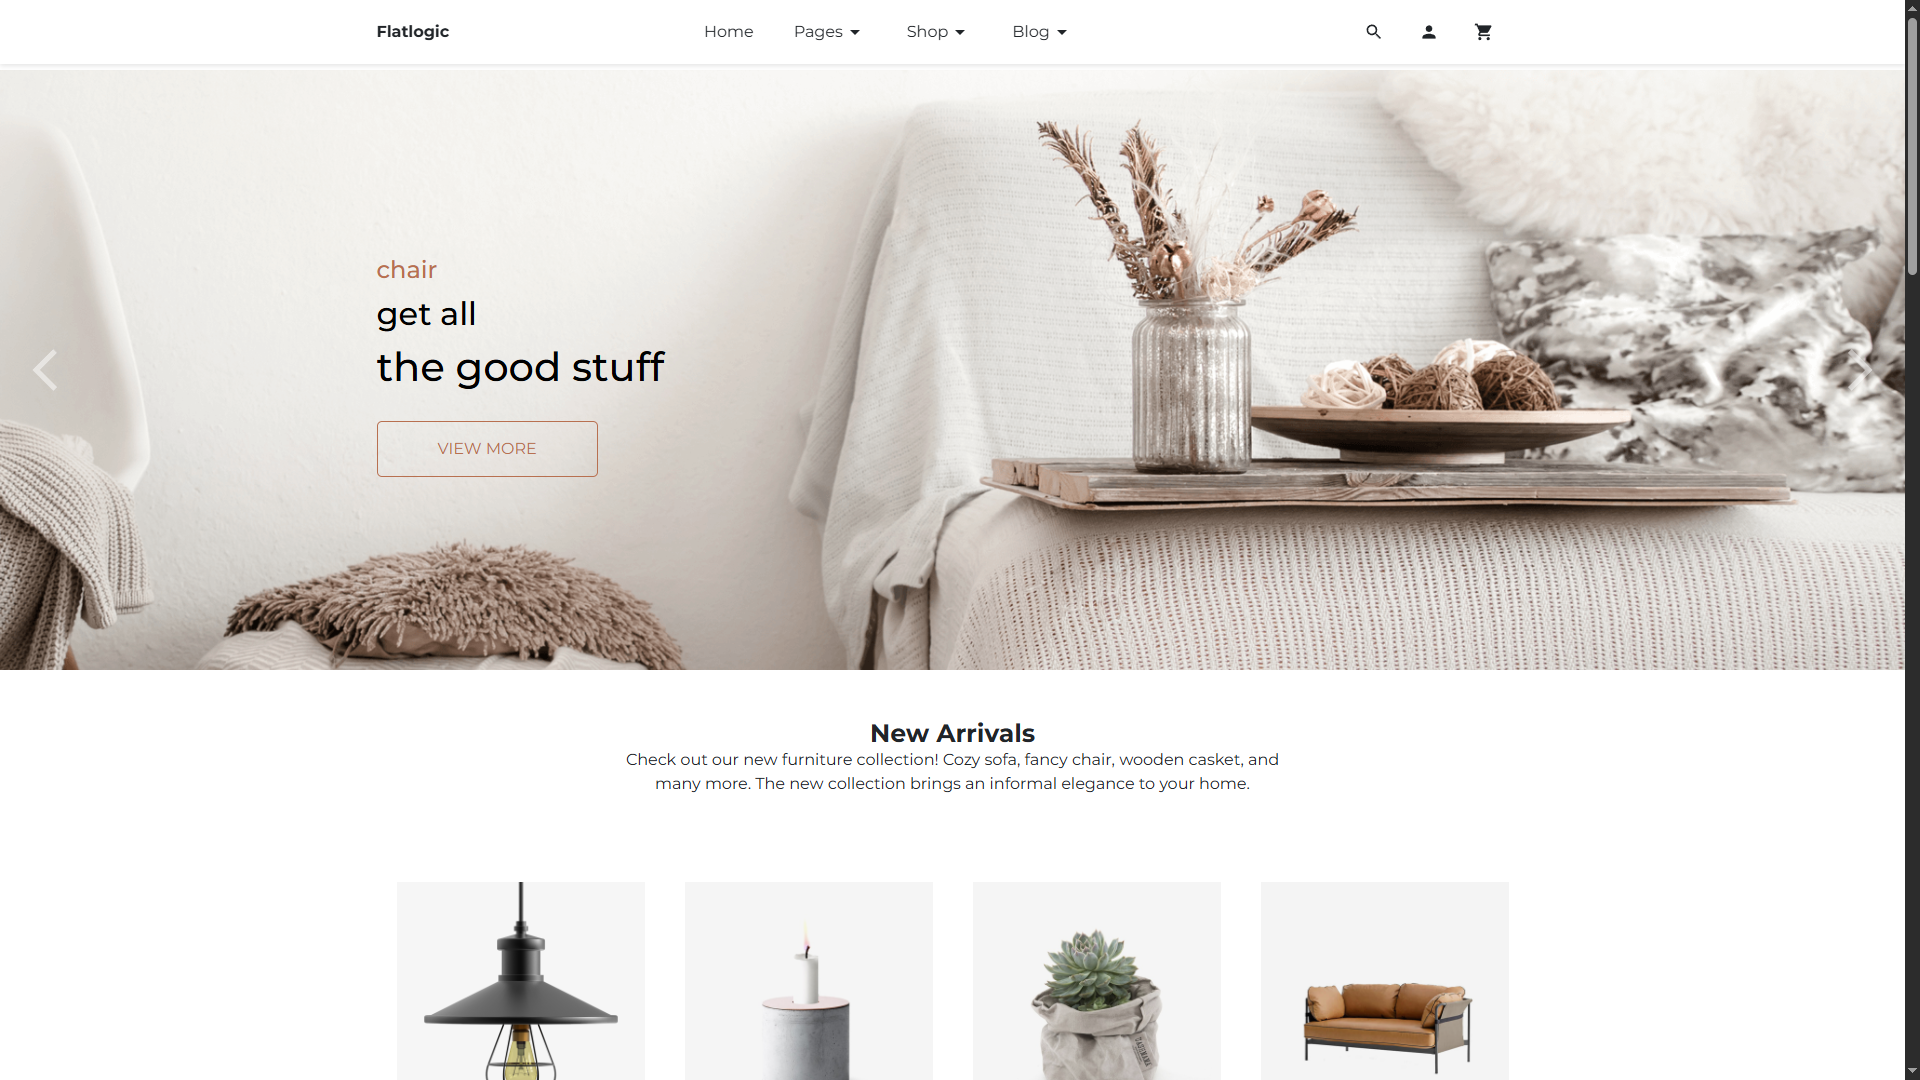 Flatlogic
Home
Pages
Shop
Blog
chair
get all
the good stuff
VIEW MORE
New Arrivals
Check out our new furniture collection! Cozy sofa, fancy chair, wooden casket, and
many more. The new collection brings an informal elegance to your home.